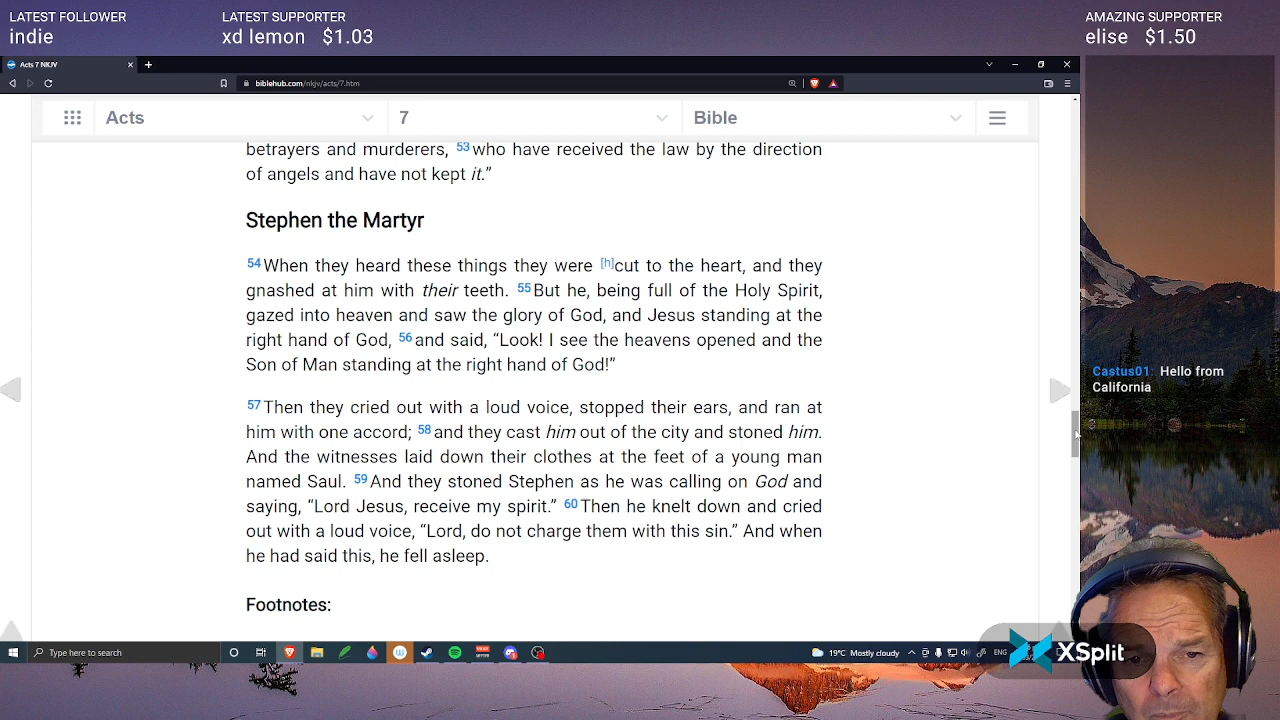 LATEST FOLLOWER
indie
LATEST SUPPORTER
xd lemon $1.03
AMAZING SUPPORTER
elise $1.50
Acts 7 NKJV
biblehub.com/nkjv/acts/7.htm
Acts
7
Bible
betrayers and murderers, 53 who have received the law by the direction
of angels and have not kept it.”
Stephen the Martyr
54 When they heard these things they were [h]cut to the heart, and they
gnashed at him with their teeth. 55 But he, being full of the Holy Spirit,
gazed into heaven and saw the glory of God, and Jesus standing at the
right hand of God, 56 and said, “Look! I see the heavens opened and the
Son of Man standing at the right hand of God!”
57 Then they cried out with a loud voice, stopped their ears, and ran at
him with one accord; 58 and they cast him out of the city and stoned him.
And the witnesses laid down their clothes at the feet of a young man
named Saul. 59 And they stoned Stephen as he was calling on God and
saying, “Lord Jesus, receive my spirit.” 60 Then he knelt down and cried
out with a loud voice, “Lord, do not charge them with this sin.” And when
he had said this, he fell asleep.
Footnotes:
Castus01: Hello from
California
Type here to search
19°C Mostly cloudy
ENG
XSplit